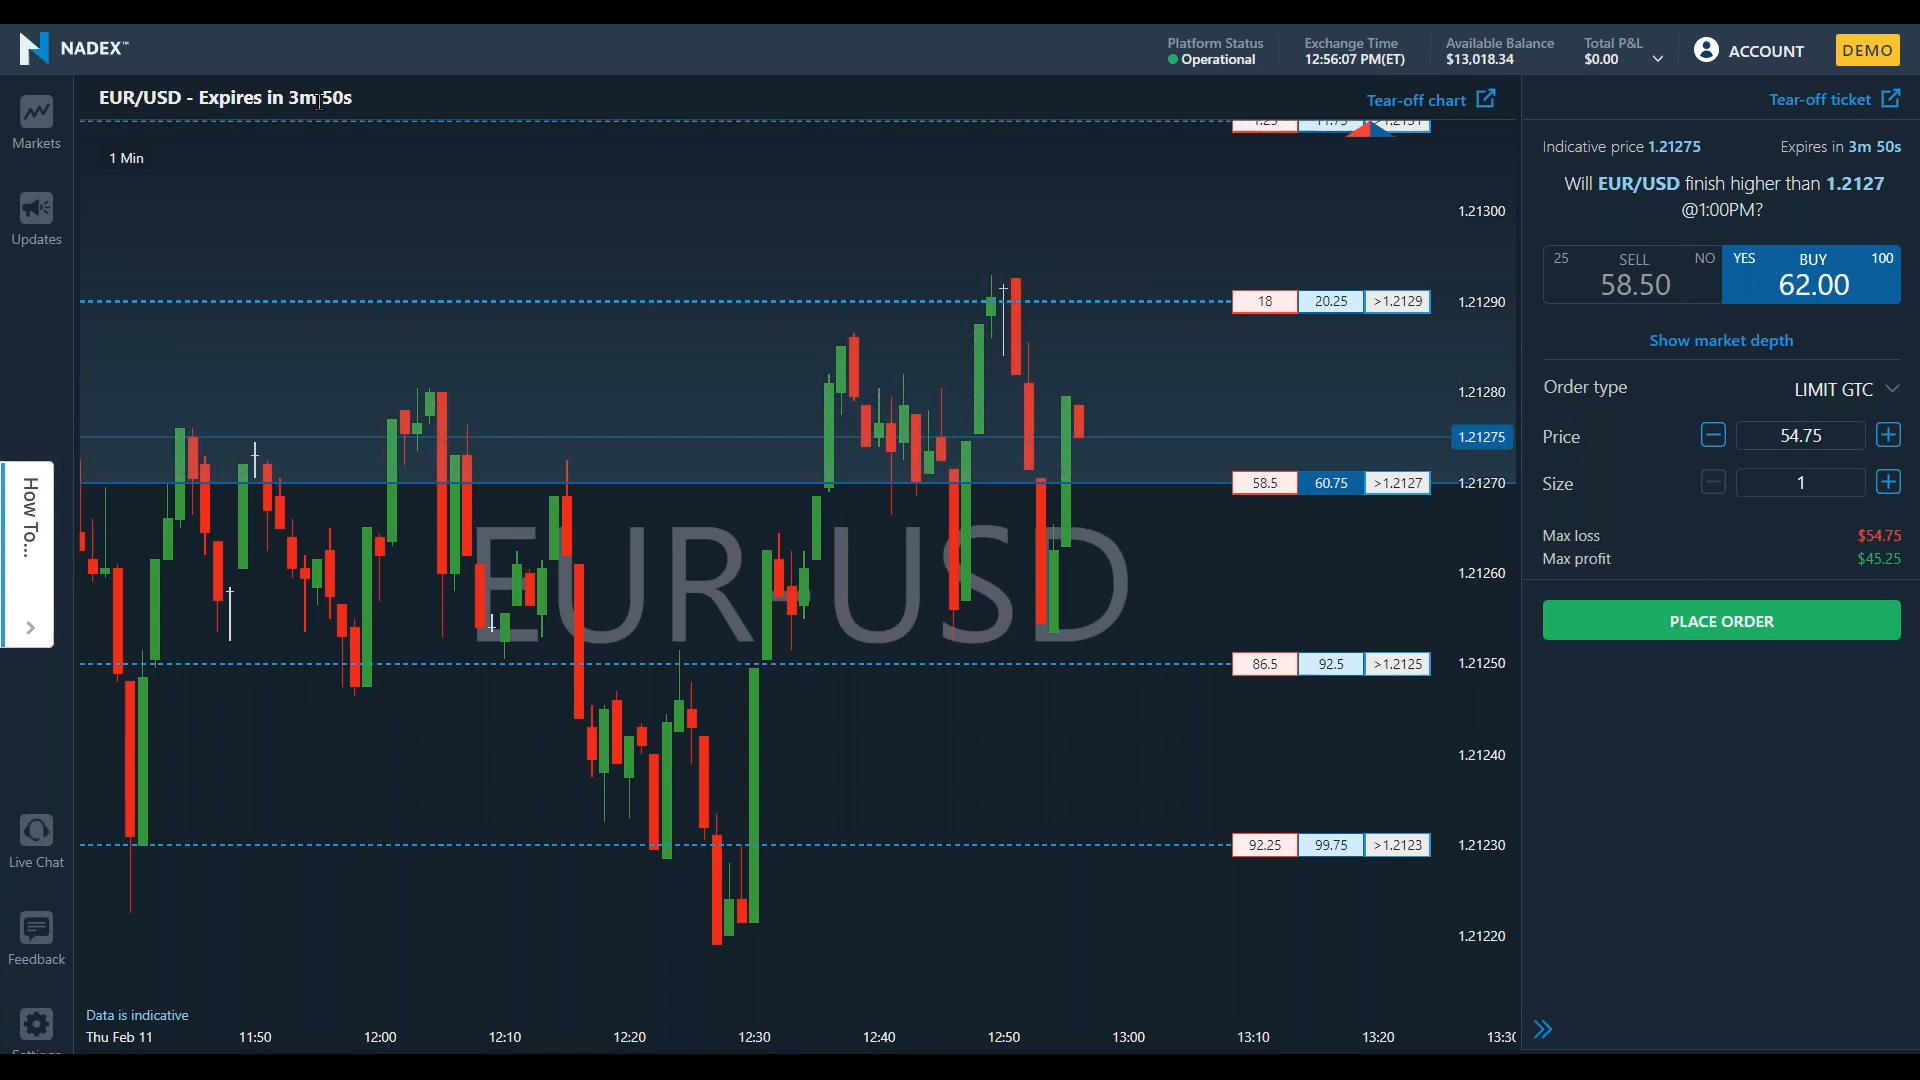 NADEX™
Platform Status
Operational
Exchange Time
12:56:07 PM(ET)
Available Balance
$13,018.34
Total P&L
$0.00
ACCOUNT
DEMO
Markets
Updates
How To...
Live Chat
Feedback
EUR/USD - Expires in 3m 50s
Tear-off chart
1 Min
EUR-USD
1.21300
18 20.25 >1.2129 1.21290
1.21280
1.21275
58.5 60.75 >1.2127 1.21270
1.21260
86.5 92.5 >1.2125 1.21250
1.21240
92.25 99.75 >1.2123 1.21230
1.21220
Data is indicative
Thu Feb 11 11:50 12:00 12:10 12:20 12:30 12:40 12:50 13:00 13:10 13:20
Tear-off ticket
Indicative price 1.21275 Expires in 3m 50s
Will EUR/USD finish higher than 1.2127
@1:00PM?
25 SELL NO YES BUY 100
58.50 62.00
Show market depth
Order type LIMIT GTC
Price 54.75
Size 1
Max loss $54.75
Max profit $45.25
PLACE ORDER